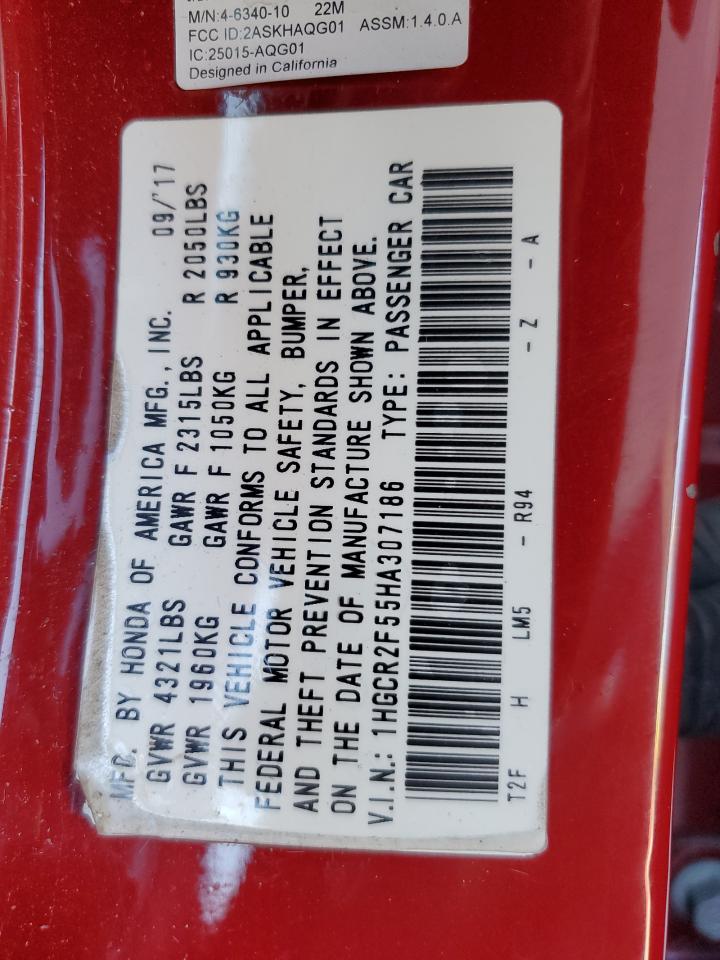 M/N:4-6340-10 22M
FCC ID:2ASKHAQG01 ASSM:1.4.0.A
IC:25015-AQG01
Designed in California
MFD. BY HONDA OF AMERICA MFG., INC. 09/'17
GVWR 4321LBS GAWR F 2315LBS R 2050LBS
GVWR 1960KG GAWR F 1050KG R 930KG
THIS VEHICLE CONFORMS TO ALL APPLICABLE
FEDERAL MOTOR VEHICLE SAFETY, BUMPER,
AND THEFT PREVENTION STANDARDS IN EFFECT
ON THE DATE OF MANUFACTURE SHOWN ABOVE.
V.I.N.: 1HGCR2F55HA307186 TYPE: PASSENGER CAR
T2F H LM5 - R94 - Z - A